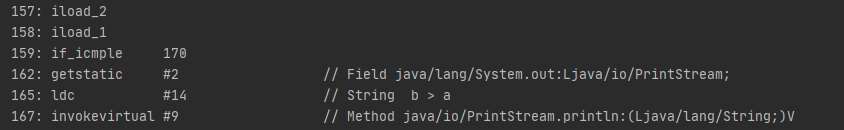 157: iload_2
158: iload_1
159: if_icmple     170
162: getstatic     #2                  // Field java/lang/System.out:Ljava/io/PrintStream;
165: ldc           #14                 // String  b > a
167: invokevirtual #9                  // Method java/io/PrintStream.println:(Ljava/lang/String;)V